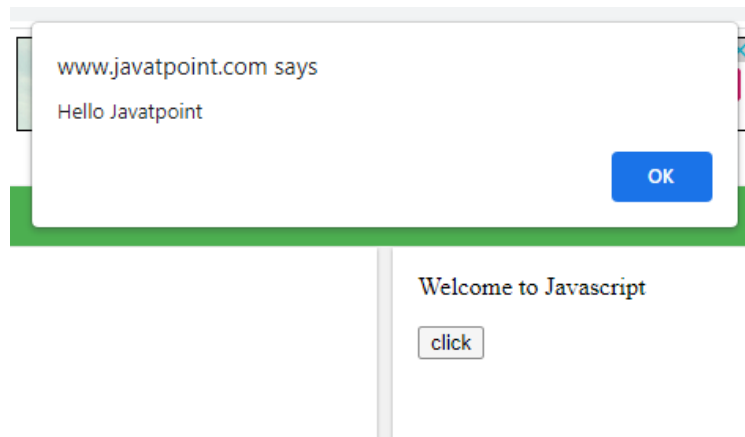 www.javatpoint.com says
Hello Javatpoint
OK
Welcome to Javascript
click